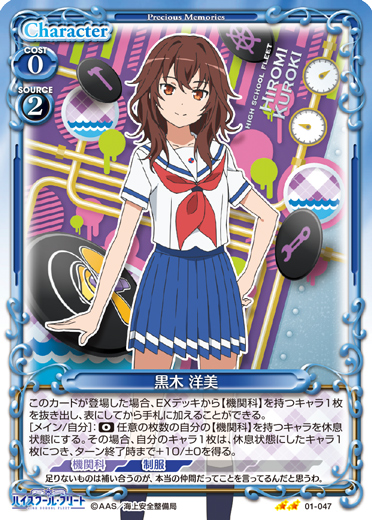 Precious Memories
Character
COST
0
SOURCE
2
HIGH SCHOOL FLEET
HIROMI
KUROKI
黒木 洋美
このカードが登場した場合、EXデッキから【機関科】を持つキャラ1枚
を抜き出し、表にしてから手札に加えることができる。
[メイン/自分]:0 任意の枚数の自分の【機関科】を持つキャラを休息
状態にする。その場合、自分のキャラ1枚は、休息状態にしたキャラ1
枚につき、ターン終了時まで+10/±0を得る。
機関科 制服
足りないものは補い合うのが、本当の仲間だってことを言ってるんだと思うわ。
ハイスクール・フリート
HIGH SCHOOL FLEET
©AAS/海上安全整備局
01-047